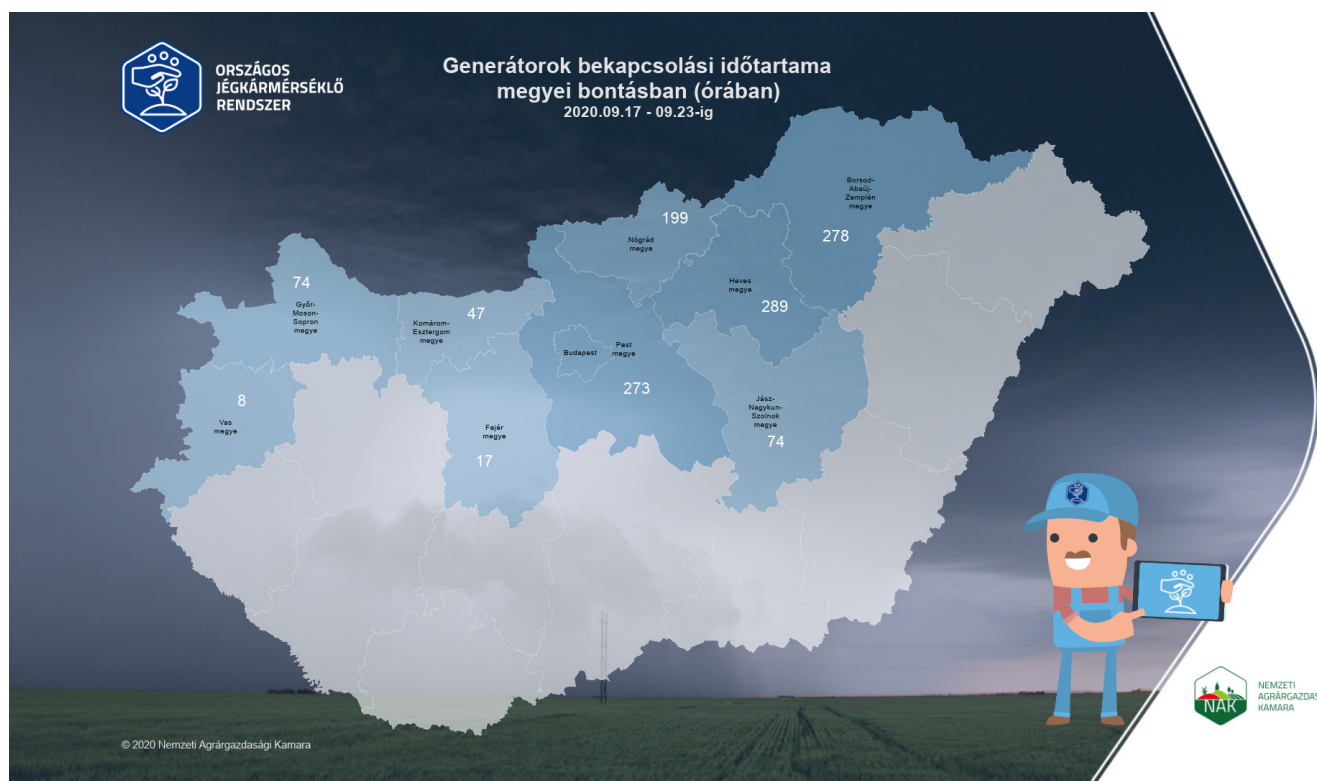 ORSZÁGOS
JÉGKÁRMÉRSÉKLŐ
RENDSZER
Generátorok bekapcsolási időtartama
megyei bontásban (órában)
2020.09.17 - 09.23-ig
Borsod-
Abaúj-
Zemplén
megye
278
199
Nógrád
megye
Heves
megye
289
74
Győr-
Moson-
Sopron
megye
47
Komárom-
Esztergom
megye
Budapest
Pest
megye
273
8
Vas
megye
Fejér
megye
17
Jász-
Nagykun-
Szolnok
megye
74
NAK
NEMZETI
AGRÁRGAZDAS
KAMARA
© 2020 Nemzeti Agrárgazdasági Kamara